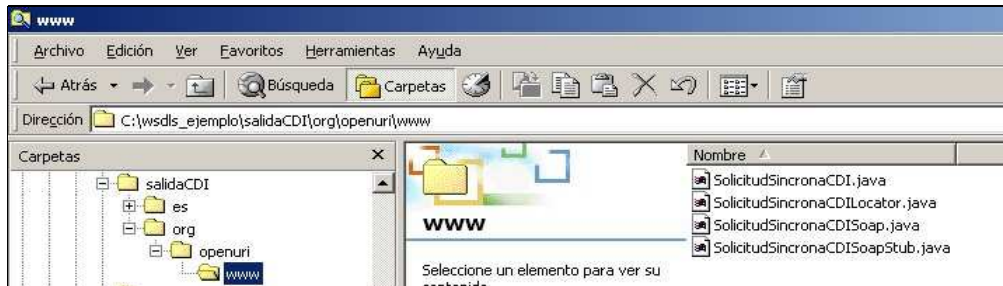 www
Archivo Edición Ver Favoritos Herramientas Ayuda
Atrás Búsqueda Carpetas
Dirección C:\wsdls_ejemplo\salidaCDI\org\openuri\www
Carpetas
salidaCDI
es
org
openuri
www
www
Seleccione un elemento para ver su
Nombre
SolicitudSincronaCDI.java
SolicitudSincronaCDILocator.java
SolicitudSincronaCDISoap.java
SolicitudSincronaCDISoapStub.java